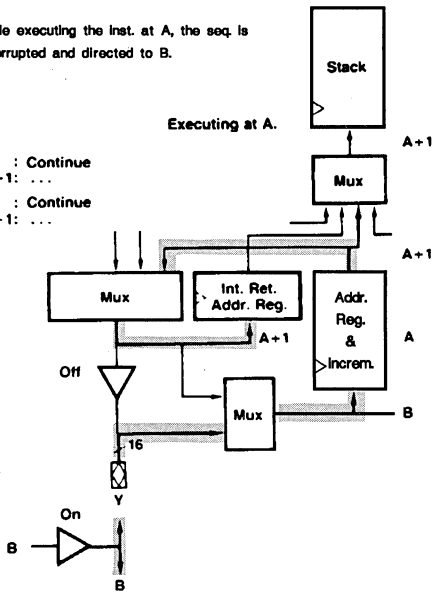 le executing the inst. at A, the seq. is
rrupted and directed to B.
Stack
Executing at A.
A+1
: Continue
+1: ...
: Continue
+1: ...
Mux
A+1
Mux
Int. Ret.
Addr. Reg.
Addr.
Reg.
&
Increm.
A
A+1
Off
Mux
B
16
Y
On
B
B